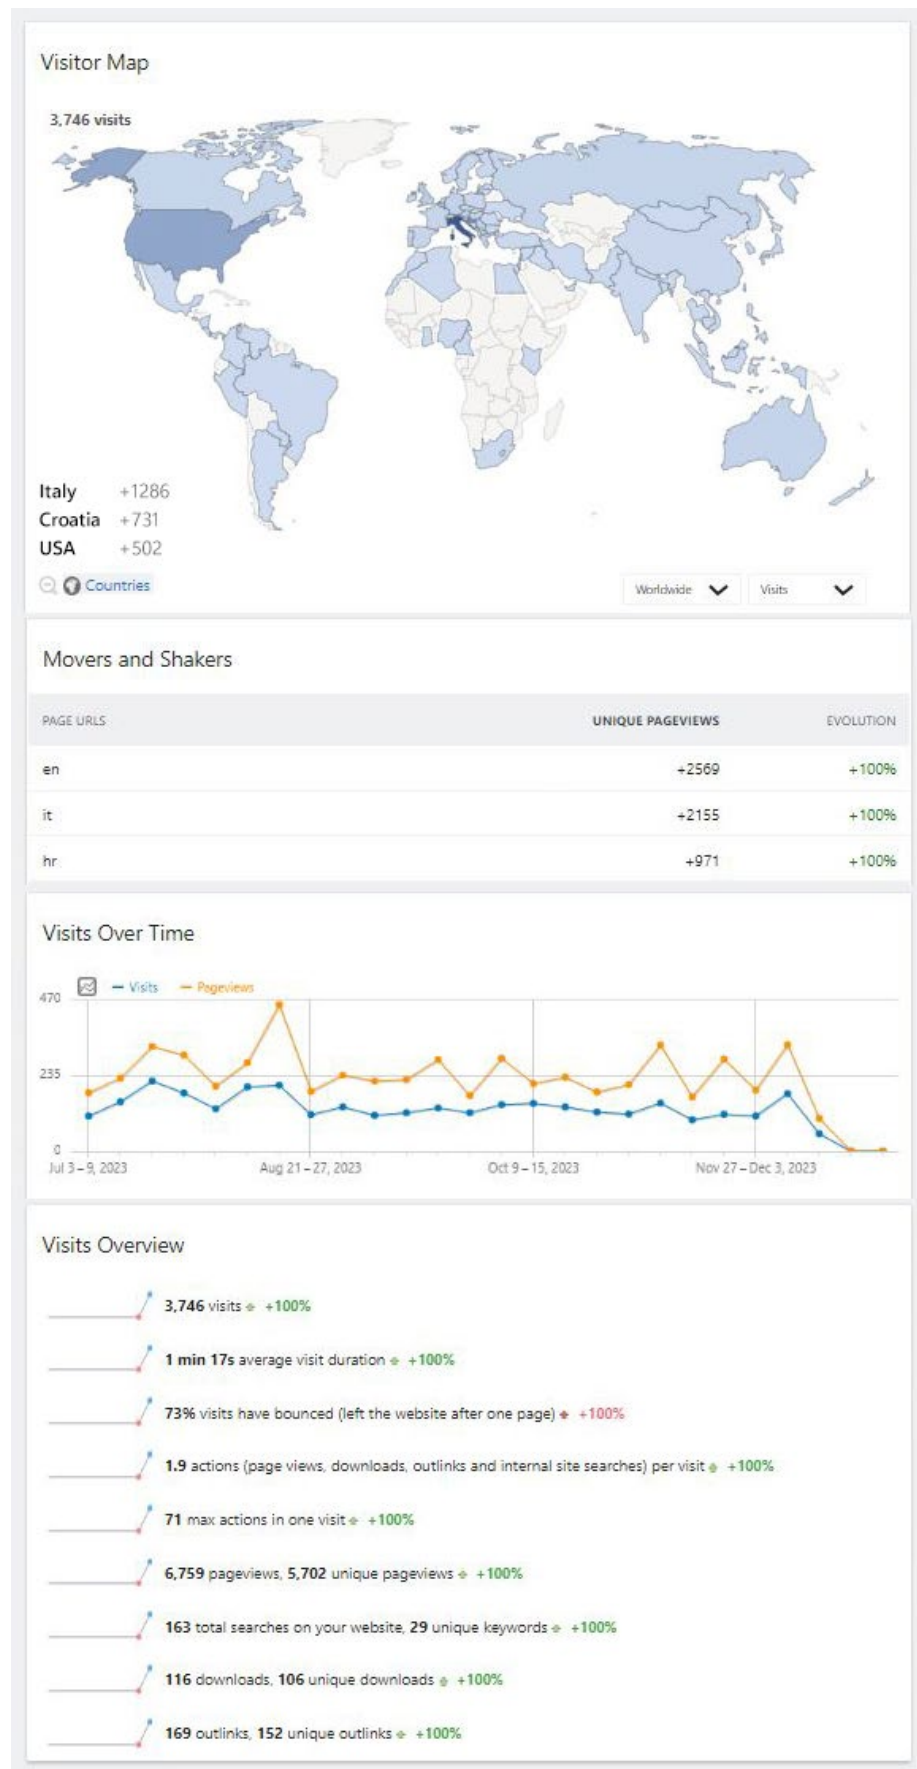 Visitor Map
3,746 visits
Italy +1286
Croatia +731
USA +502
Countries
Worldwide
Visits
Movers and Shakers
PAGE URLS UNIQUE PAGEVIEWS EVOLUTION
en +2569 +100%
it +2155 +100%
hr +971 +100%
Visits Over Time
Visits Pageviews
470
235
0
Jul 3–9, 2023 Aug 21–27, 2023 Oct 9–15, 2023 Nov 27–Dec 3, 2023
Visits Overview
3,746 visits +100%
1 min 17s average visit duration +100%
73% visits have bounced (left the website after one page) +100%
1.9 actions (page views, downloads, outlinks and internal site searches) per visit +100%
71 max actions in one visit +100%
6,759 pageviews, 5,702 unique pageviews +100%
163 total searches on your website, 29 unique keywords +100%
116 downloads, 106 unique downloads +100%
169 outlinks, 152 unique outlinks +100%